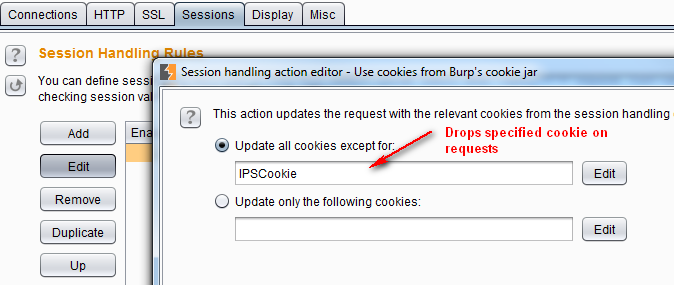 Connections HTTP SSL Sessions Display Misc
Session Handling Rules
Session handling action editor - Use cookies from Burp's cookie jar
You can define
checking session
This action updates the request with the relevant cookies from the session handling
Add
Update all cookies except for:
Drops specified cookie on
requests
Edit
IPSCookie
Edit
Remove
Update only the following cookies:
Duplicate
Edit
Up